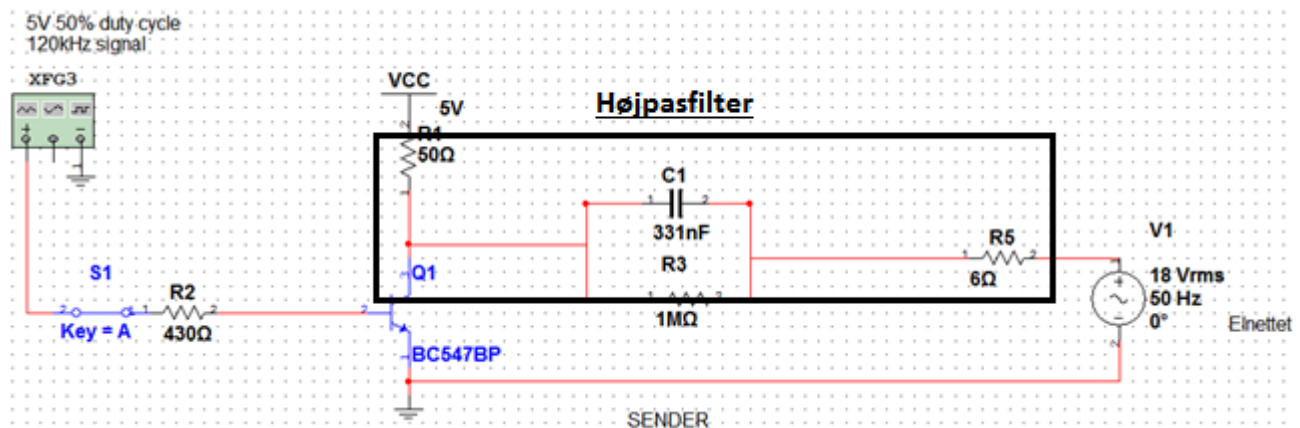 5V 50% duty cycle
120kHz signal
XFG3
VCC
5V
Højpasfilter
R1
50Ω
C1
331nF
R3
1MΩ
R5
6Ω
V1
18 Vrms
50 Hz
0°
Elnettet
S1
Key = A
R2
430Ω
Q1
BC547BP
SENDER